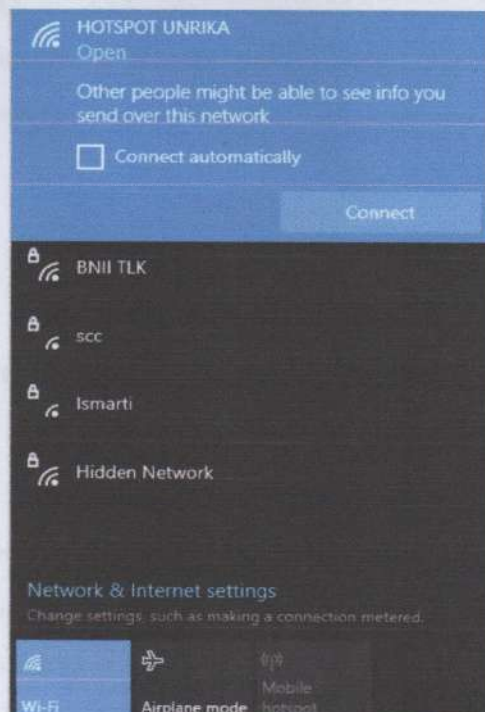 HOTSPOT UNRIKA
Open
Other people might be able to see info you
send over this network
Connect automatically
Connect
BNII TLK
scc
Ismarti
Hidden Network
Network & Internet settings
Change settings, such as making a connection metered.
Wi-Fi
Airplane mode
Mobile
hotspot